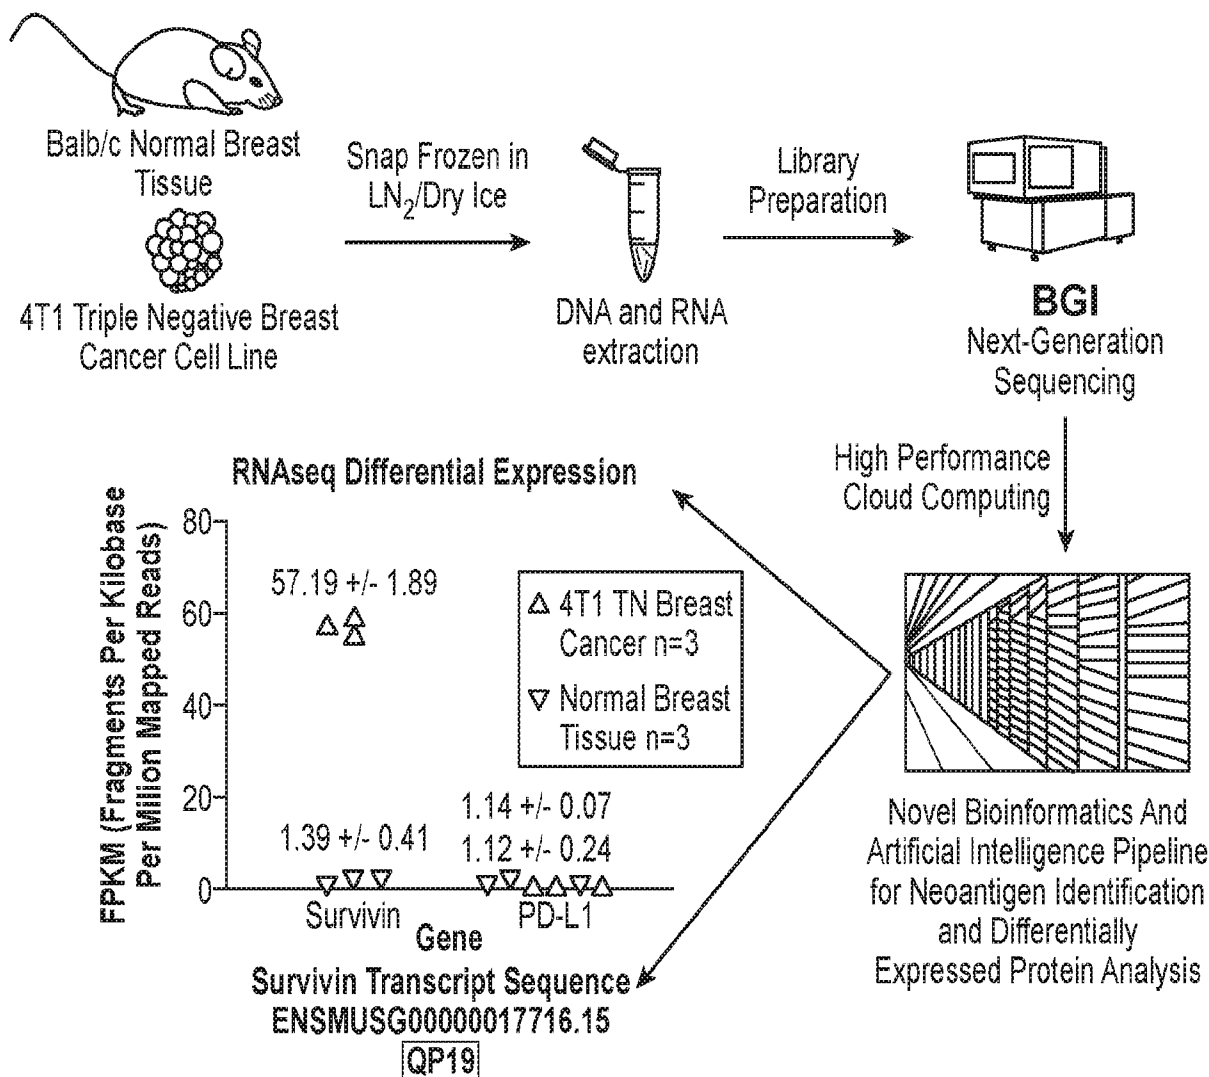 Balb/c Normal Breast
Tissue
4T1 Triple Negative Breast
Cancer Cell Line
Snap Frozen in
LN2/Dry Ice
DNA and RNA
extraction
Library
Preparation
BGI
Next-Generation
Sequencing
High Performance
Cloud Computing
Novel Bioinformatics And
Artificial Intelligence Pipeline
for Neoantigen Identification
and Differentially
Expressed Protein Analysis
RNAseq Differential Expression
FPKM (Fragments Per Kilobase
Per Milion Mapped Reads)
80
60
40
20
0
57.19 +/- 1.89
4T1 TN Breast
Cancer n=3
Normal Breast
Tissue n=3
1.39 +/- 0.41
1.14 +/- 0.07
1.12 +/- 0.24
Survivin
PD-L1
Gene
Survivin Transcript Sequence
ENSMUSG00000017716.15
QP19